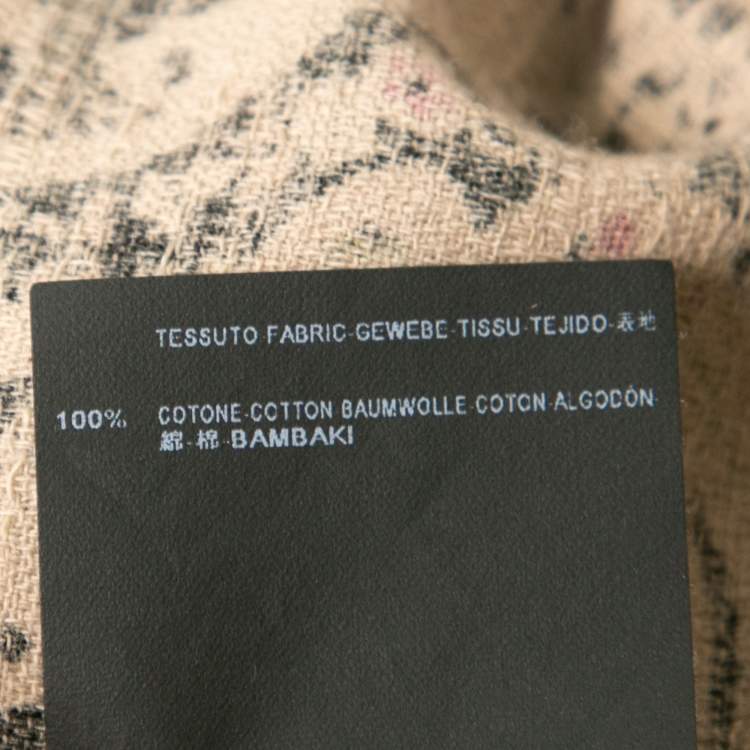 TESSUTO-FABRIC-GEWEBE-TISSU-TEJIDO-表地
100% COTONE-COTTON BAUMWOLLE-COTON-ALGODÓN-
綿-棉-BAMBAKI